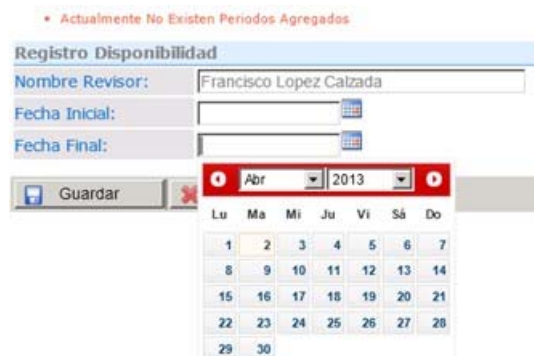 Actualmente No Existen Periodos Agregados
Registro Disponibilidad
Nombre Revisor: Francisco Lopez Calzada
Fecha Inicial:
Fecha Final:
Guardar
Abr 2013
Lu Ma Mi Ju Vi Sá Do
1 2 3 4 5 6 7
8 9 10 11 12 13 14
15 16 17 18 19 20 21
22 23 24 25 26 27 28
29 30